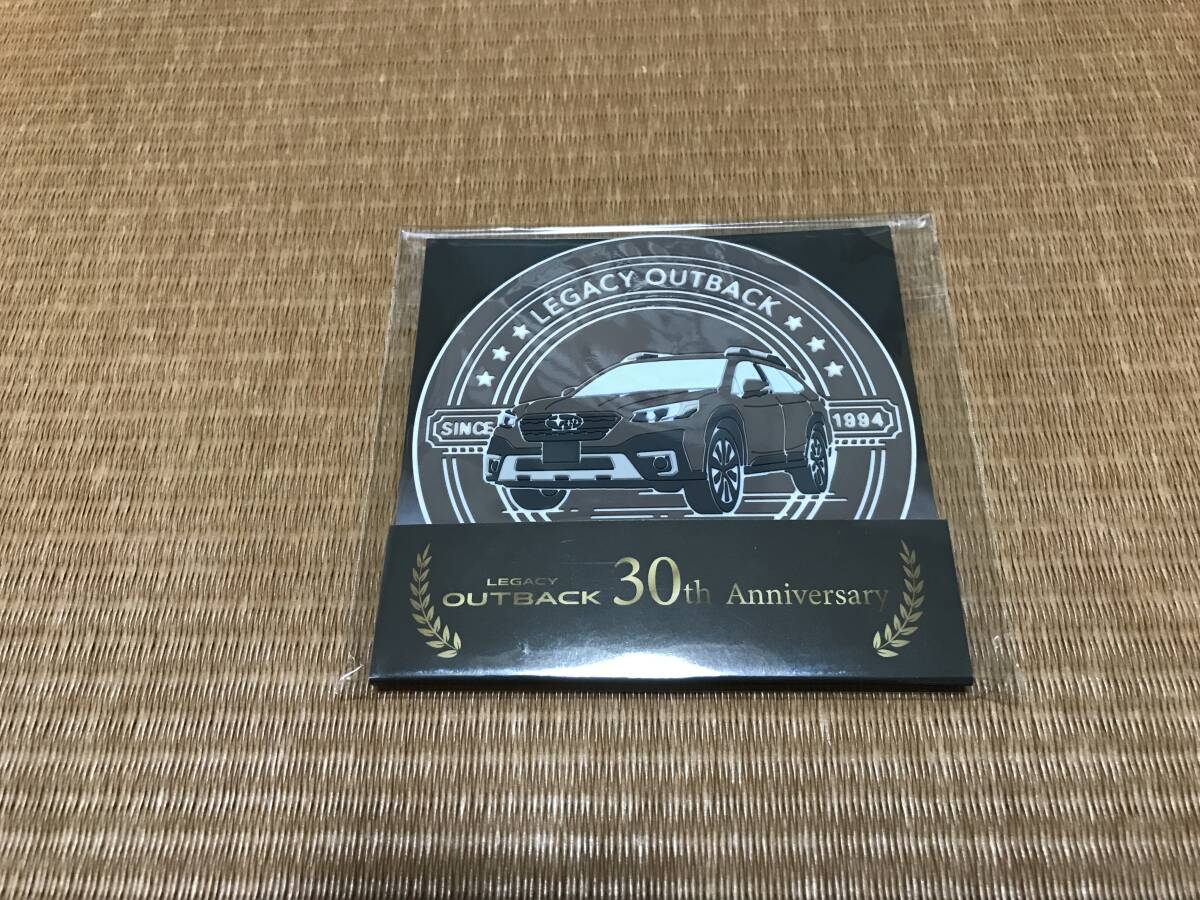 LEGACY OUTBACK
SINCE 1994
LEGACY
OUTBACK 30th Anniversary